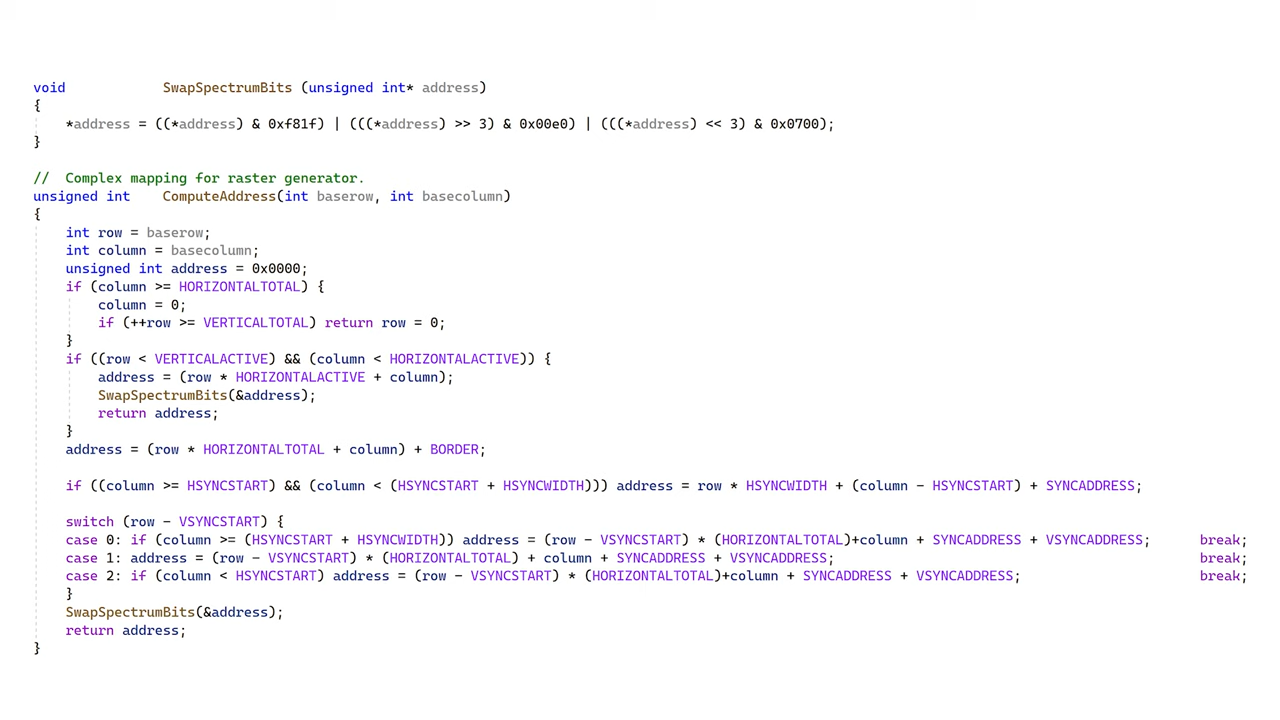 void            SwapSpectrumBits (unsigned int* address)
{
    *address = ((*address) & 0xf81f) | (((*address) >> 3) & 0x00e0) | (((*address) << 3) & 0x0700);
}
//  Complex mapping for raster generator.
unsigned int    ComputeAddress(int baserow, int basecolumn)
{
    int row = baserow;
    int column = basecolumn;
    unsigned int address = 0x0000;
    if (column >= HORIZONTALTOTAL) {
        column = 0;
        if (++row >= VERTICALTOTAL) return row = 0;
    }
    if ((row < VERTICALACTIVE) && (column < HORIZONTALACTIVE)) {
        address = (row * HORIZONTALACTIVE + column);
        SwapSpectrumBits(&address);
        return address;
    }
    address = (row * HORIZONTALTOTAL + column) + BORDER;
    if ((column >= HSYNCSTART) && (column < (HSYNCSTART + HSYNCWIDTH))) address = row * HSYNCWIDTH + (column - HSYNCSTART) + SYNCADDRESS;
    switch (row - VSYNCSTART) {
    case 0: if (column >= (HSYNCSTART + HSYNCWIDTH)) address = (row - VSYNCSTART) * (HORIZONTALTOTAL)+column + SYNCADDRESS + VSYNCADDRESS;      break;
    case 1: address = (row - VSYNCSTART) * (HORIZONTALTOTAL) + column + SYNCADDRESS + VSYNCADDRESS;                                             break;
    case 2: if (column < HSYNCSTART) address = (row - VSYNCSTART) * (HORIZONTALTOTAL)+column + SYNCADDRESS + VSYNCADDRESS;                      break;
    }
    SwapSpectrumBits(&address);
    return address;
}